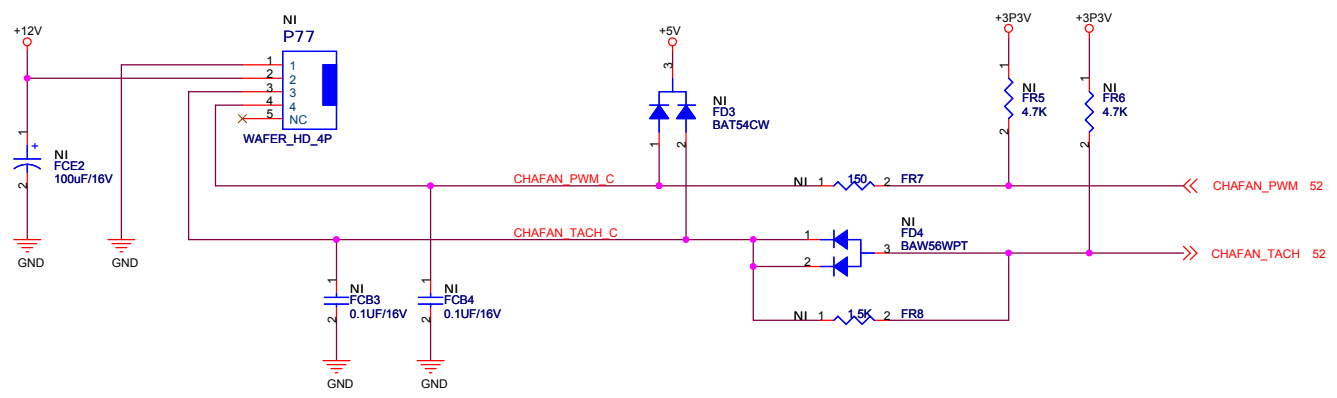 +12V
1
2
NI
FCE2
100uF/16V
GND
GND
NI
P77
1
2
3
4
5
1
2
3
4
NC
WAFER_HD_4P
+5V
3
NI
FD3
BAT54CW
1
2
+3P3V
1
NI
FR5
4.7K
2
+3P3V
1
NI
FR6
4.7K
2
CHAFAN_PWM_C
NI 1 150 2 FR7
CHAFAN_PWM 52
CHAFAN_TACH_C
1
2
NI
FD4
BAW56WPT
3
CHAFAN_TACH 52
1
NI
FCB3
0.1UF/16V
2
GND
1
NI
FCB4
0.1UF/16V
2
GND
NI 1 1.5K 2 FR8